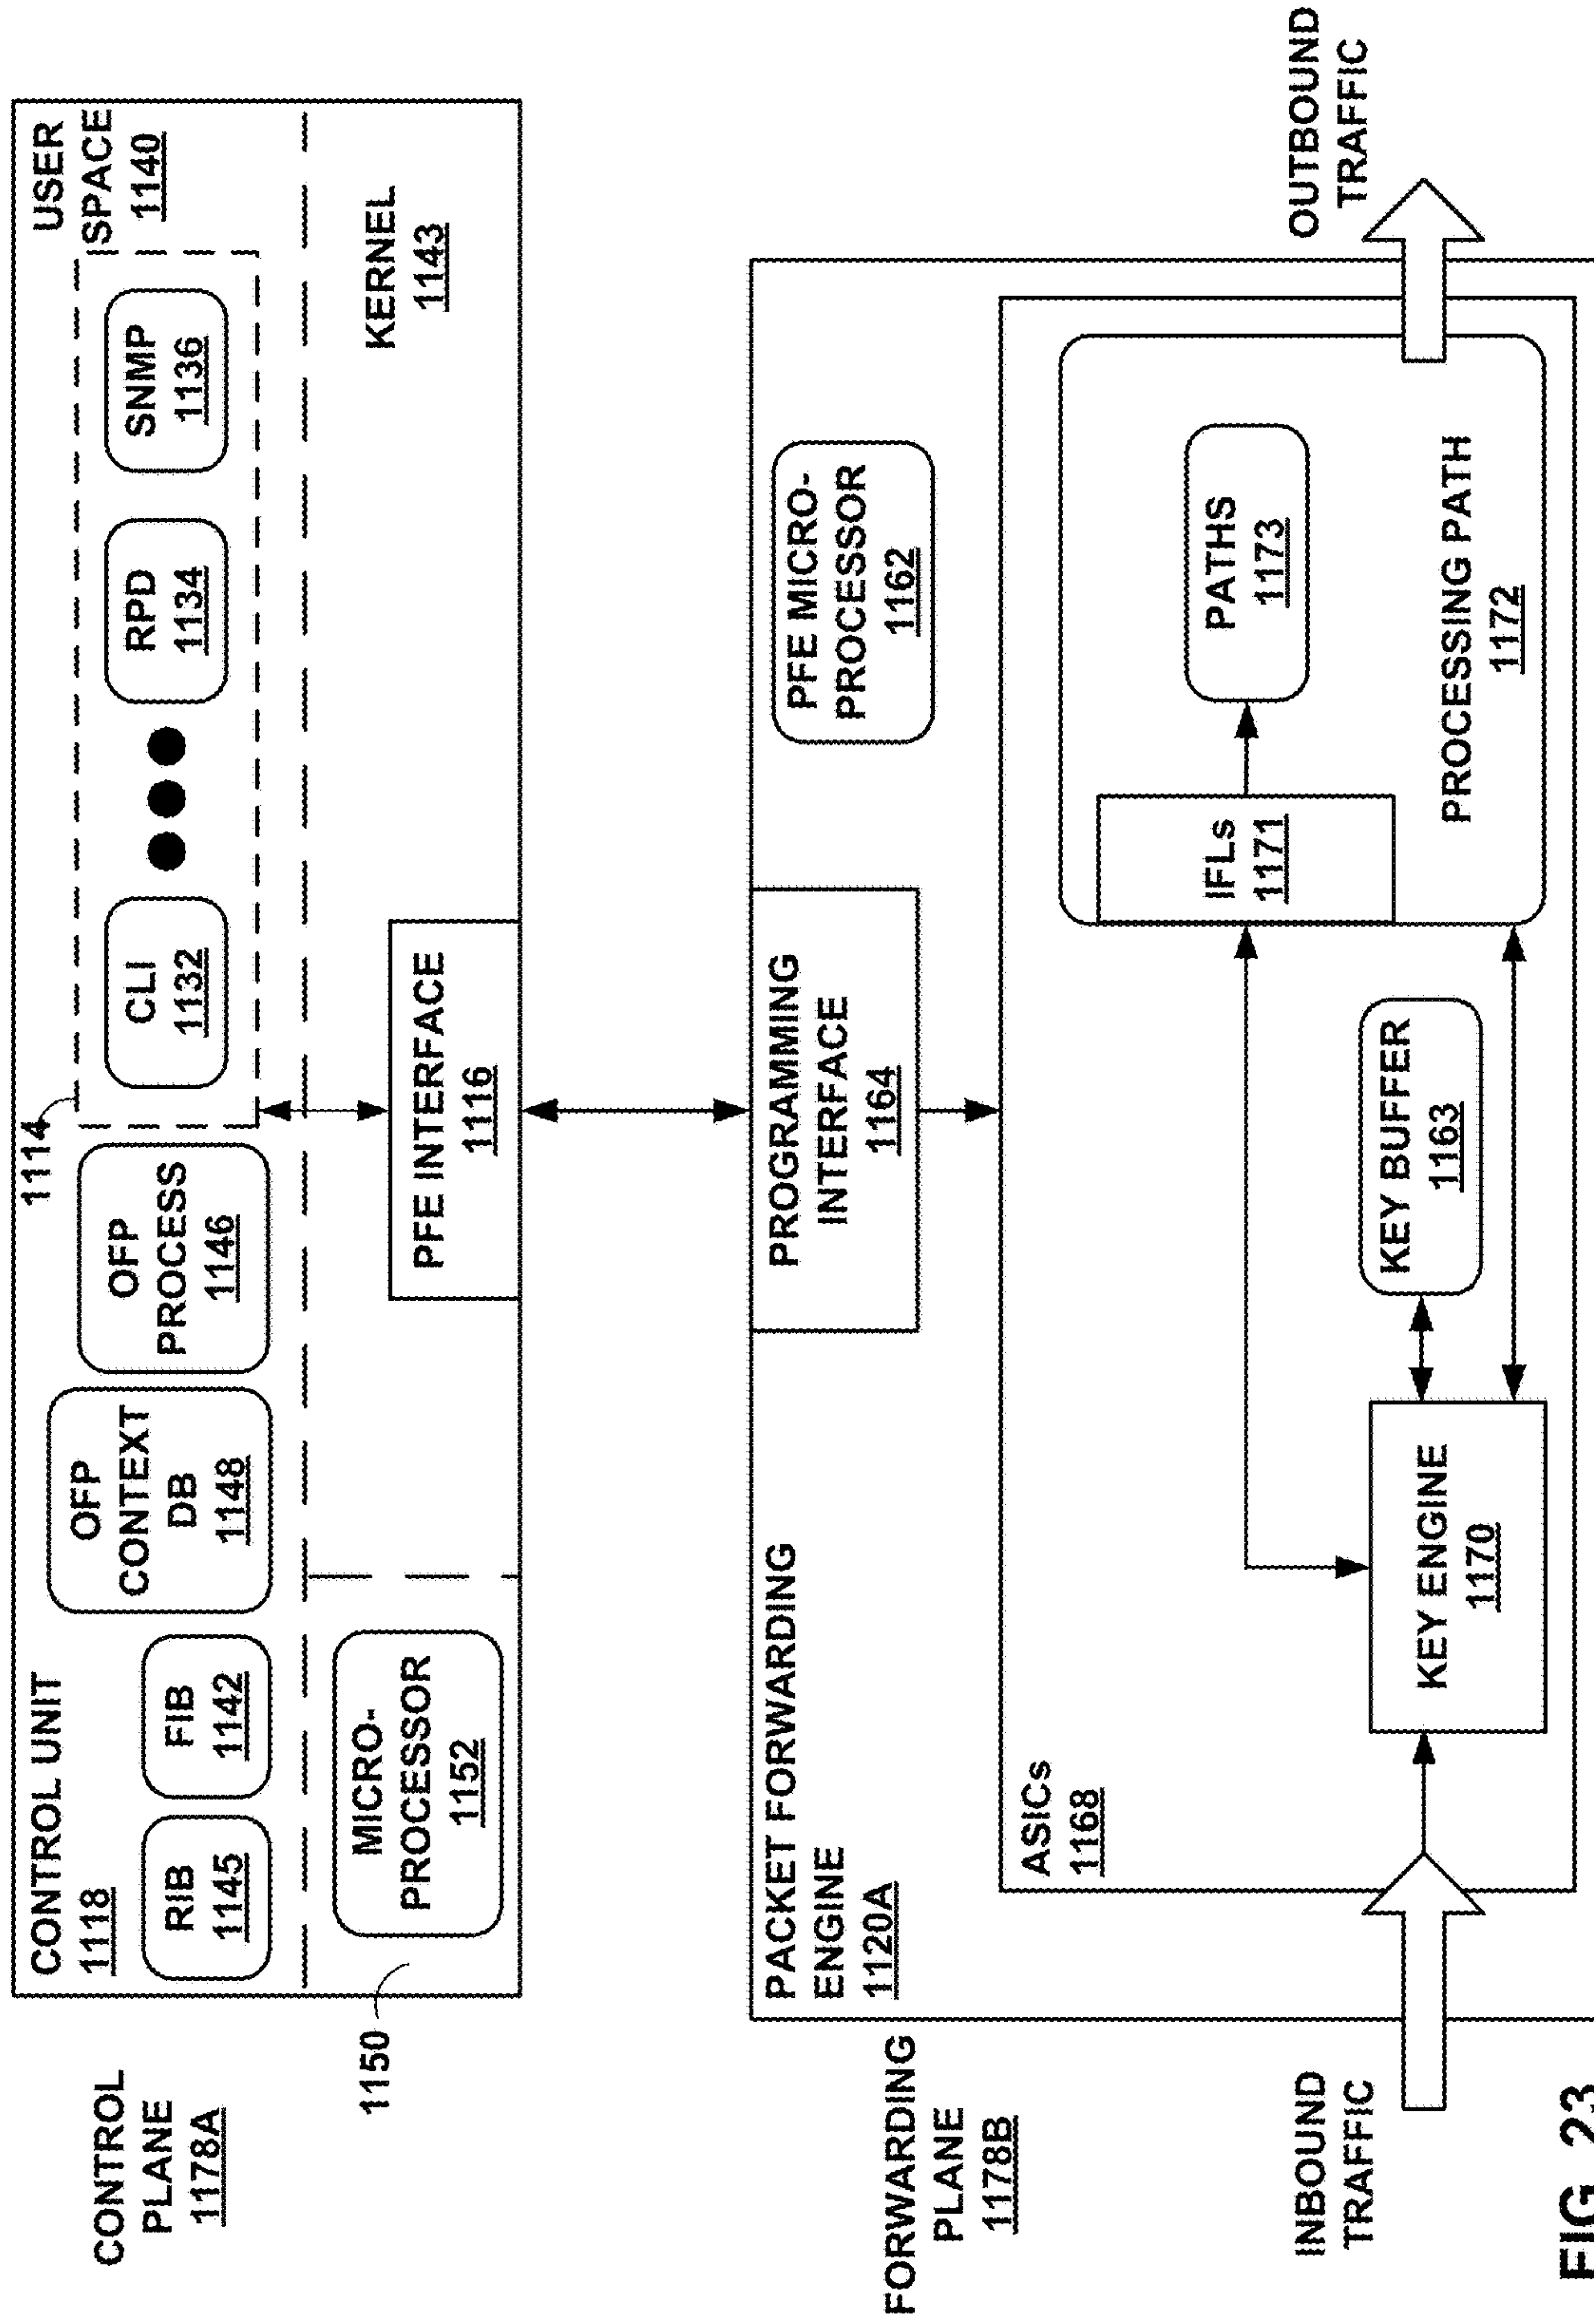 CONTROL
PLANE
1178A
CONTROL UNIT
1118
RIB
1145
FIB
1142
OFP
CONTEXT
DB
1148
OFP
PROCESS
1146
1114
CLI
1132
RPD
1134
SNMP
1136
USER
SPACE
1140
1150
MICRO-
PROCESSOR
1152
PFE INTERFACE
1116
KERNEL
1143
FORWARDING
PLANE
1178B
PACKET FORWARDING
ENGINE
1120A
PROGRAMMING
INTERFACE
1164
PFE MICRO-
PROCESSOR
1162
ASICs
1168
IFLs
1171
PATHS
1173
KEY ENGINE
1170
KEY BUFFER
1163
PROCESSING PATH
1172
INBOUND
TRAFFIC
OUTBOUND
TRAFFIC
FIG. 23